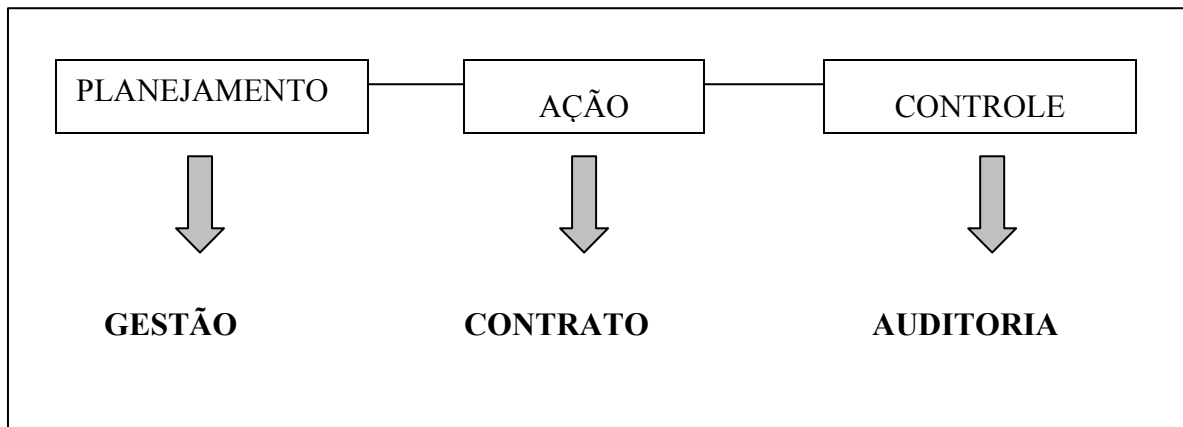 PLANEJAMENTO
AÇÃO
CONTROLE
GESTÃO
CONTRATO
AUDITORIA